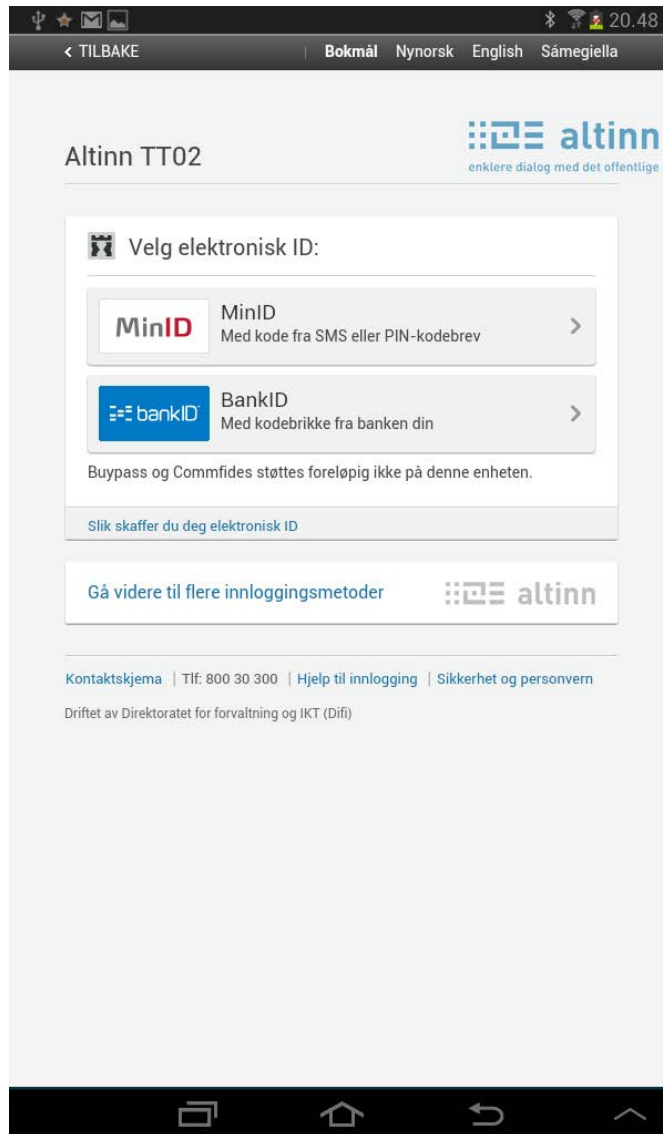 20.48
TILBAKE | Bokmål Nynorsk English Sámegiella
altinn
enklere dialog med det offentlige
Altinn TT02
Velg elektronisk ID:
MinID
MinID
Med kode fra SMS eller PIN-kodebrev
bankID
BankID
Med kodebrikke fra banken din
Buypass og Commfides støttes foreløpig ikke på denne enheten.
Slik skaffer du deg elektronisk ID
Gå videre til flere innloggingsmetoder altinn
Kontaktskjema | Tlf: 800 30 300 | Hjelp til innlogging | Sikkerhet og personvern
Driftet av Direktoratet for forvaltning og IKT (Difi)